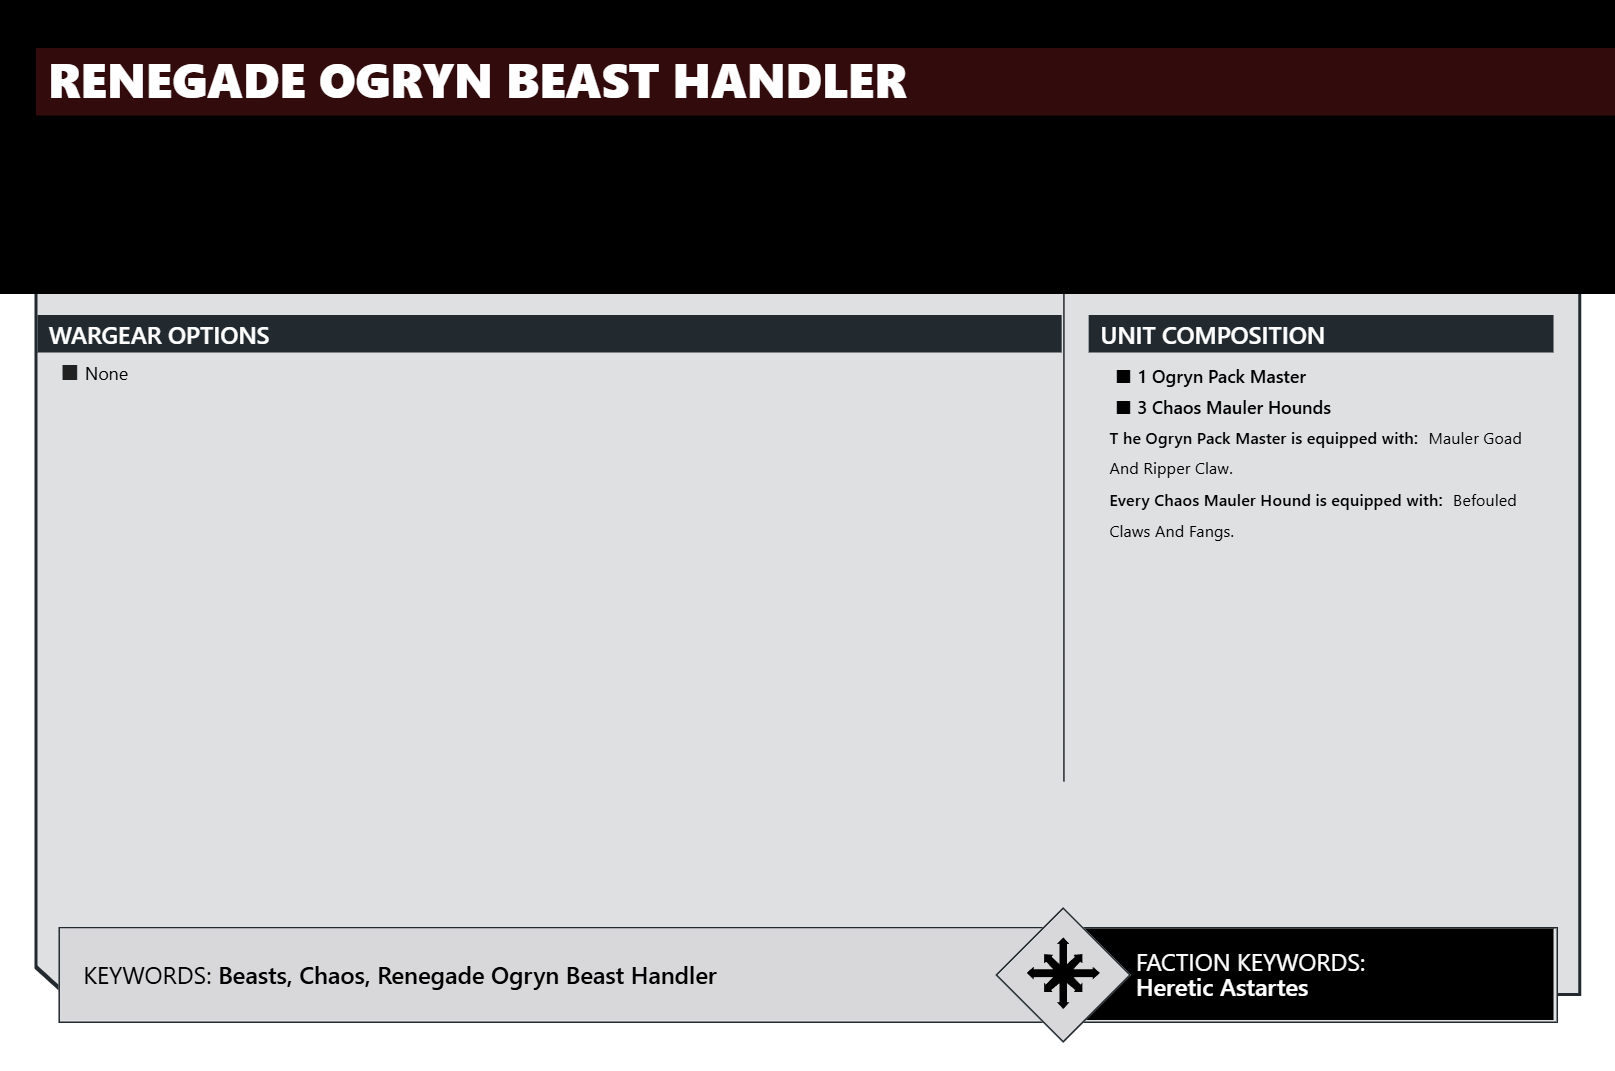 RENEGADE OGRYN BEAST HANDLER
WARGEAR OPTIONS
■ None
UNIT COMPOSITION
■ 1 Ogryn Pack Master
■ 3 Chaos Mauler Hounds
T he Ogryn Pack Master is equipped with: Mauler Goad
And Ripper Claw.
Every Chaos Mauler Hound is equipped with: Befouled
Claws And Fangs.
KEYWORDS: Beasts, Chaos, Renegade Ogryn Beast Handler
FACTION KEYWORDS:
Heretic Astartes